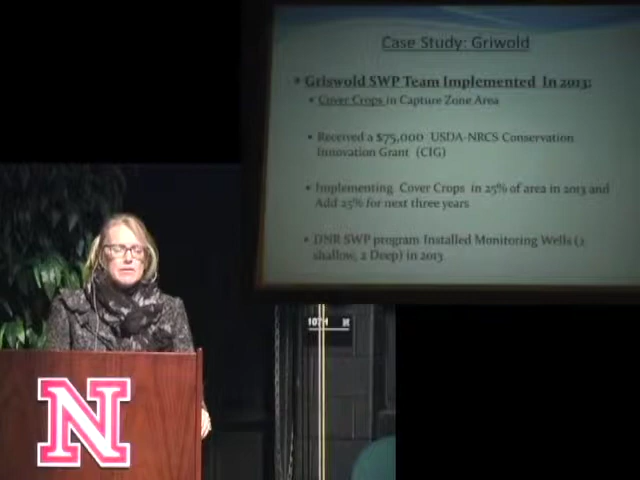 Case Study: Griwold
• Griswold SWP Team Implemented In 2013:
• Cover Crops in Capture Zone Area
• Received a $75,000 USDA-NRCS Conservation
Innovation Grant (CIG)
• Implementing Cover Crops in 25% of area in 2013 and
Add 25% for next three years
• DNR SWP program Installed Monitoring Wells (2
shallow, 2 Deep) in 2013
N